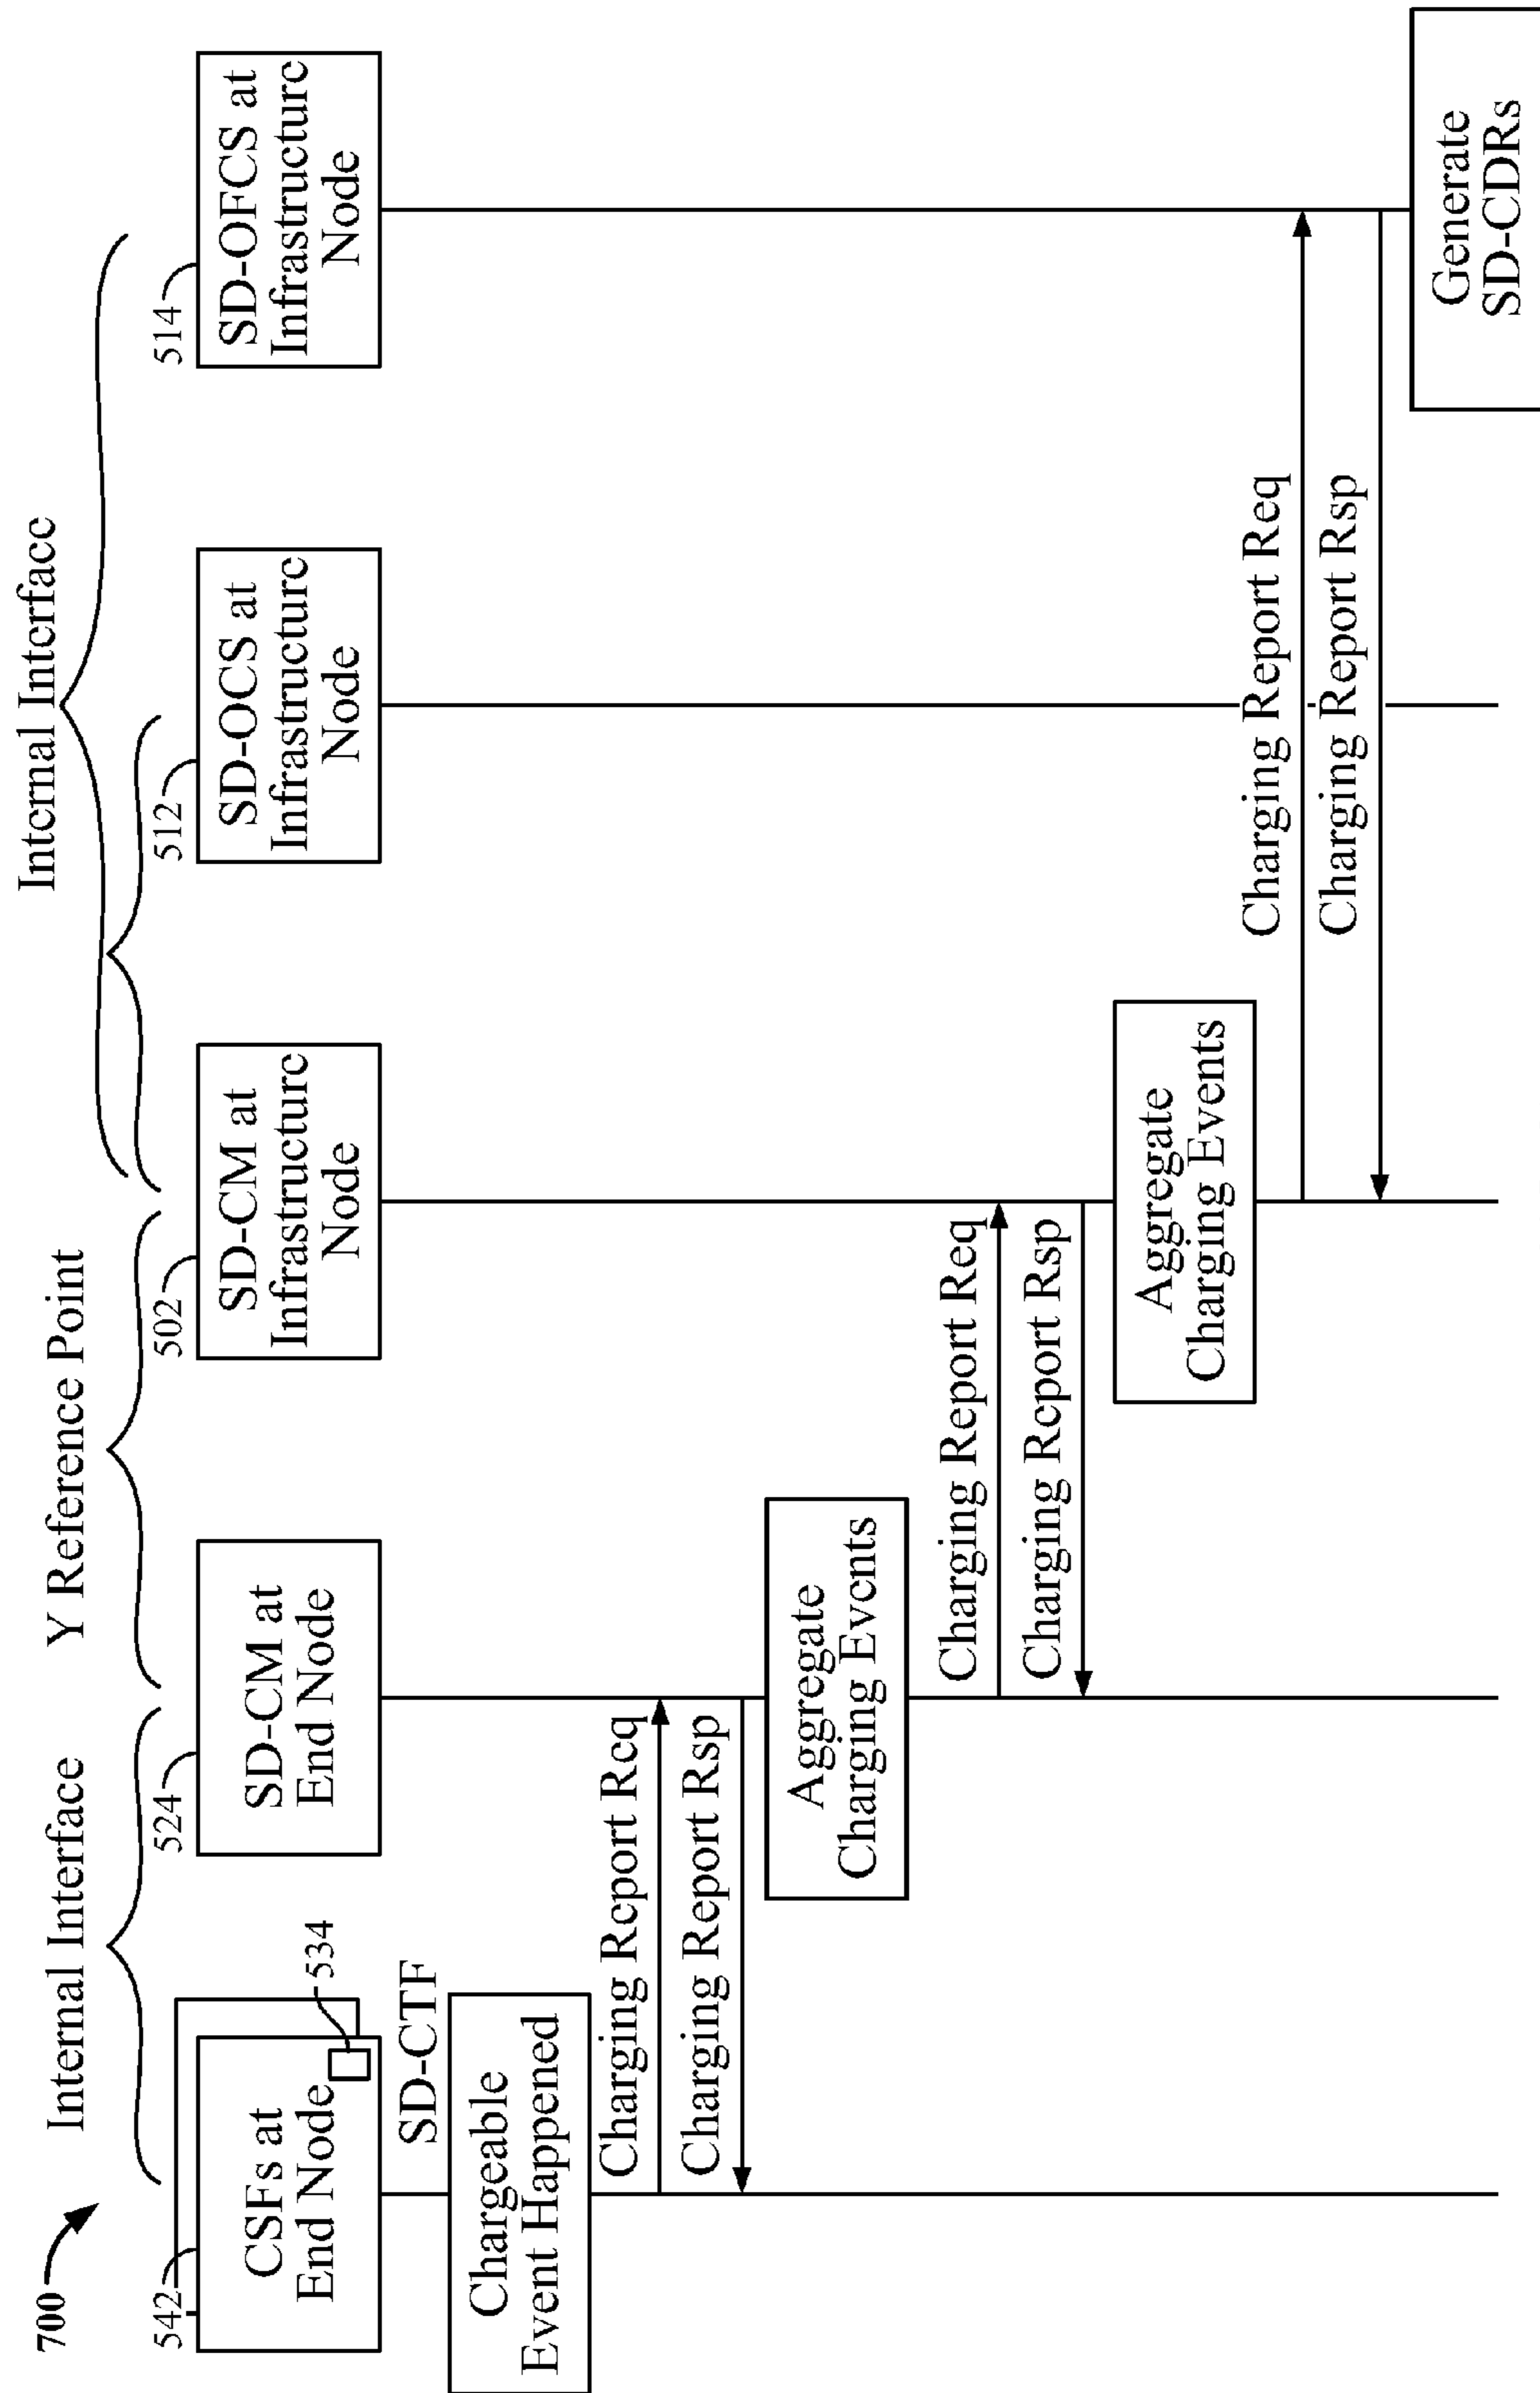 700
Internal Interface
Y Reference Point
Internal Interface
542
524
502
512
514
CSFs at
End Node
534
SD-CM at
End Node
SD-CM at
Infrastructure
Node
SD-OCS at
Infrastructure
Node
SD-OFCS at
Infrastructure
Node
SD-CTF
Chargeable
Event Happened
Charging Report Req
Charging Report Rsp
Aggregate
Charging Events
Charging Report Req
Charging Report Rsp
Aggregate
Charging Events
Charging Report Req
Charging Report Rsp
Generate
SD-CDRs